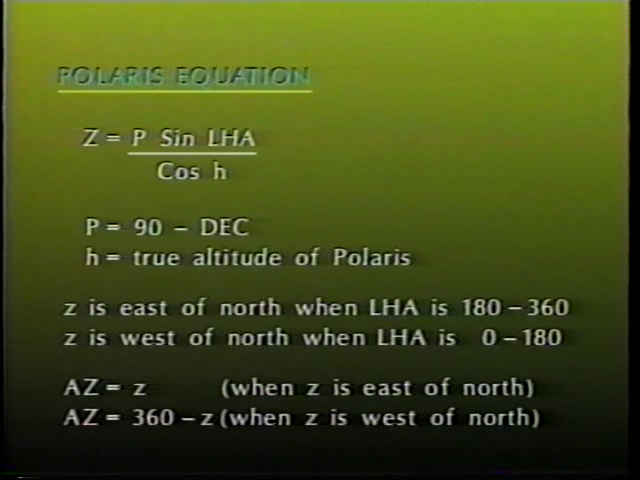 POLARIS EQUATION
Z = P Sin LHA
Cos h
P = 90 – DEC
h = true altitude of Polaris
z is east of north when LHA is 180 – 360
z is west of north when LHA is 0 – 180
AZ = z (when z is east of north)
AZ = 360 – z (when z is west of north)